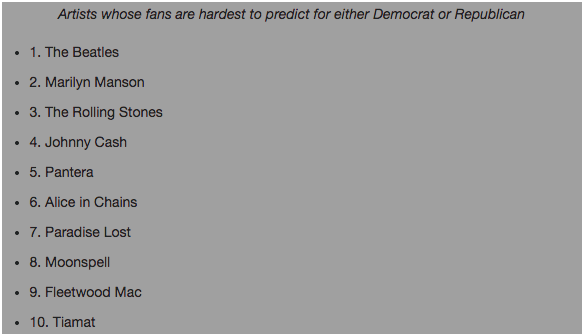 Artists whose fans are hardest to predict for either Democrat or Republican
• 1. The Beatles
• 2. Marilyn Manson
• 3. The Rolling Stones
• 4. Johnny Cash
• 5. Pantera
• 6. Alice in Chains
• 7. Paradise Lost
• 8. Moonspell
• 9. Fleetwood Mac
• 10. Tiamat